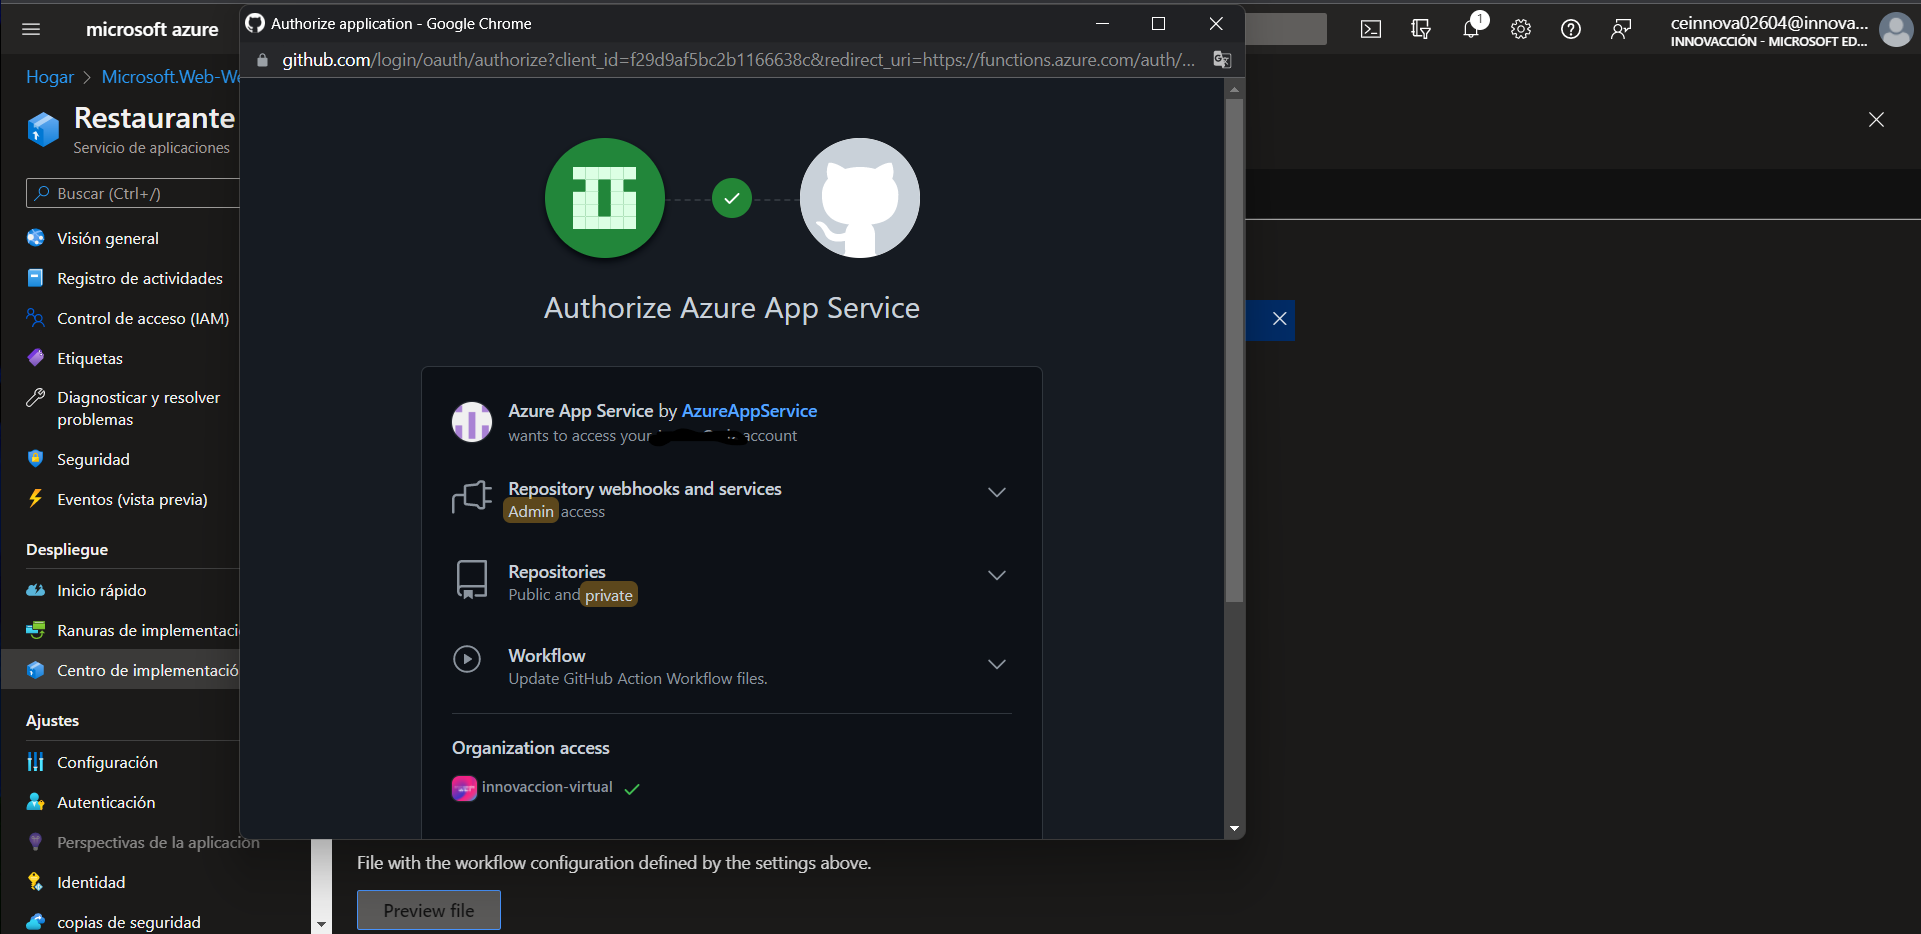 Authorize application - Google Chrome
github.com/login/oauth/authorize?client_id=f29d9af5bc2b1166638c&redirect_uri=https://functions.azure.com/auth/...
microsoft azure
1
ceinnova02604@innova...
INNOVACCIÓN - MICROSOFT ED...
Hogar > Microsoft.Web-We
Restaurante
Servicio de aplicaciones
Buscar (Ctrl+/)
Visión general
Registro de actividades
Control de acceso (IAM)
Etiquetas
Diagnosticar y resolver
problemas
Seguridad
Eventos (vista previa)
Despliegue
Inicio rápido
Ranuras de implementaci
Centro de implementació
Ajustes
Configuración
Autenticación
Perspectivas de la aplicación
Identidad
copias de seguridad
Authorize Azure App Service
Azure App Service by AzureAppService
wants to access your account
Repository webhooks and services
Admin access
Repositories
Public and private
Workflow
Update GitHub Action Workflow files.
Organization access
innovaccion-virtual
File with the workflow configuration defined by the settings above.
Preview file